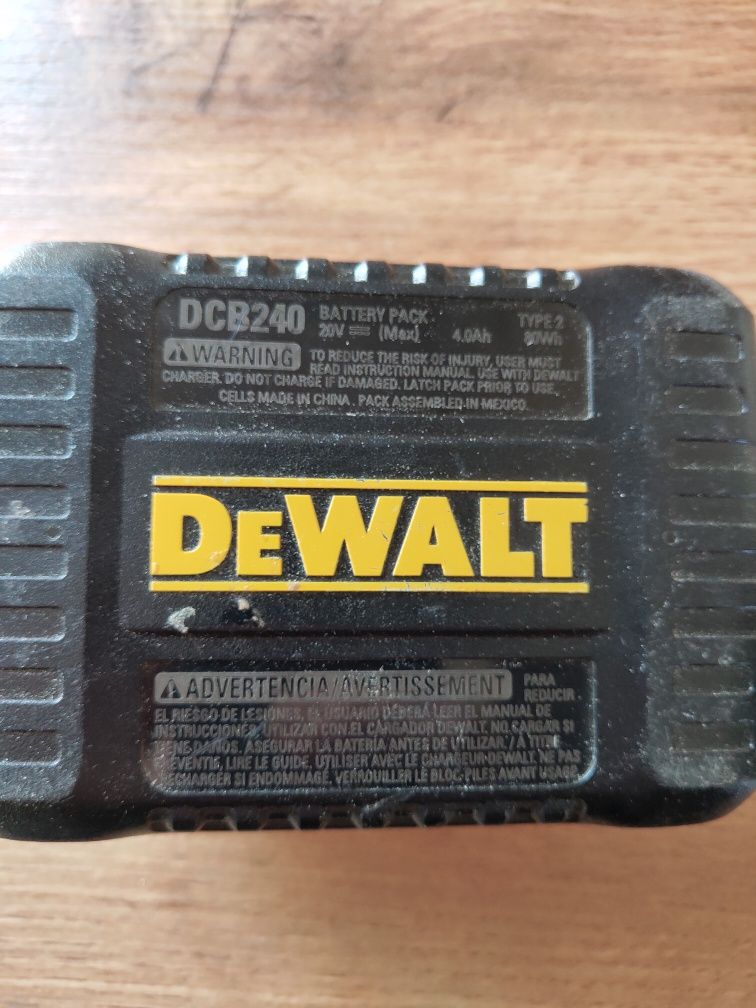 DCB240 BATTERY PACK TYPE 2
20V ⎓ (Max) 4.0Ah 80Wh
⚠ WARNING TO REDUCE THE RISK OF INJURY, USER MUST
READ INSTRUCTION MANUAL. USE WITH DEWALT
CHARGER. DO NOT CHARGE IF DAMAGED. LATCH PACK PRIOR TO USE.
CELLS MADE IN CHINA. PACK ASSEMBLED IN MEXICO.
DEWALT
⚠ ADVERTENCIA/AVERTISSEMENT PARA
REDUCIR
EL RIESGO DE LESIONES, EL USUARIO DEBERÁ LEER EL MANUAL DE
INSTRUCCIONES. UTILIZAR CON EL CARGADOR DEWALT. NO CARGAR SI
TIENE DAÑOS. ASEGURAR LA BATERIA ANTES DE UTILIZAR. / À TITRE
PRÉVENTIF, LIRE LE GUIDE. UTILISER AVEC LE CHARGEUR DEWALT. NE PAS
RECHARGER SI ENDOMMAGÉ. VERROUILLER LE BLOC-PILES AVANT USAGE.